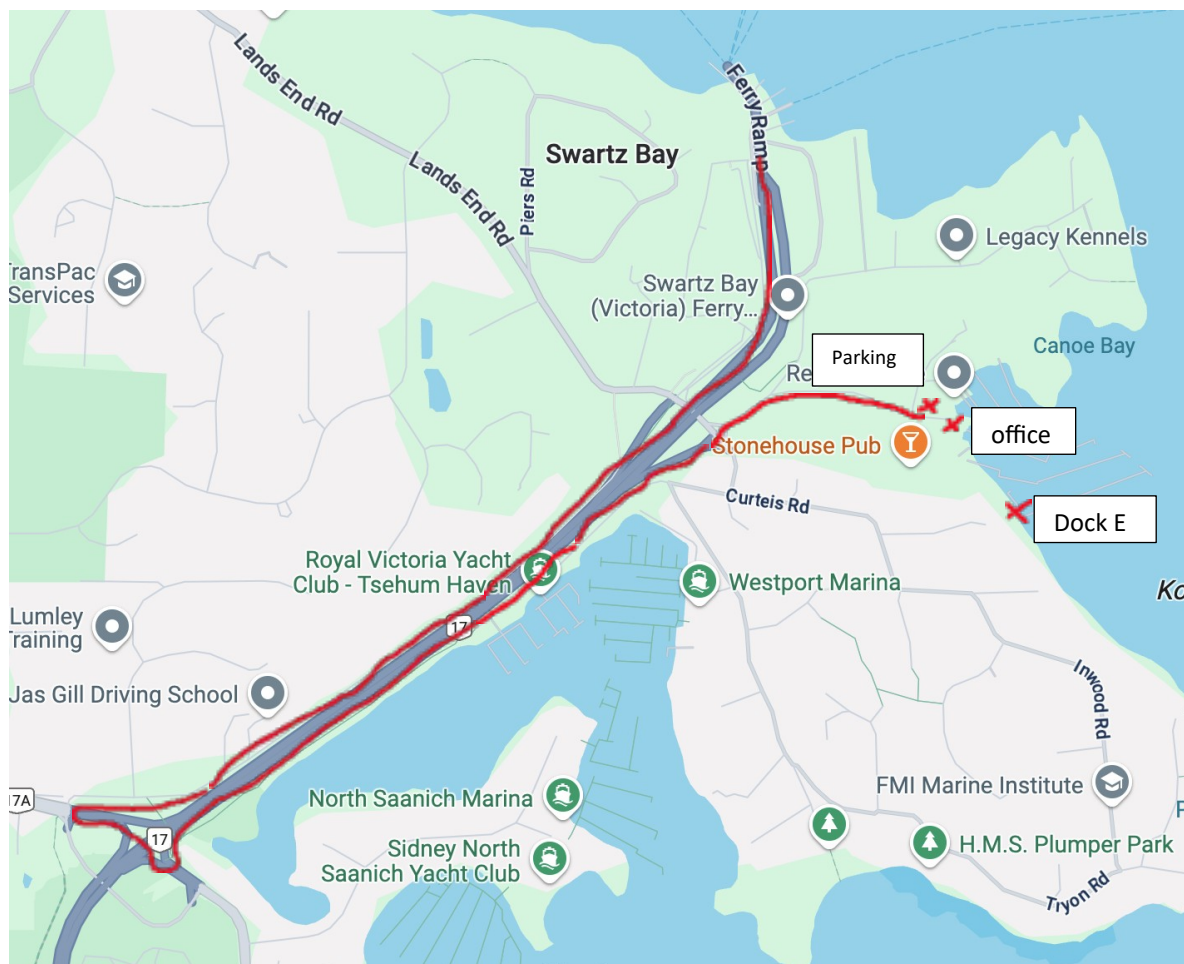 Lands End Rd
Lands End Rd
Piers Rd
Swartz Bay
Ferry Ramp
TransPac
Services
Legacy Kennels
Swartz Bay
(Victoria) Ferry...
Canoe Bay
Parking
Re
office
Stonehouse Pub
Curteis Rd
Dock E
Royal Victoria Yacht
Club - Tsehum Haven
Westport Marina
Ko
Lumley
Training
17
Jas Gill Driving School
Inwood Rd
17A
North Saanich Marina
FMI Marine Institute
P
17
Sidney North
Saanich Yacht Club
H.M.S. Plumper Park
Tryon Rd